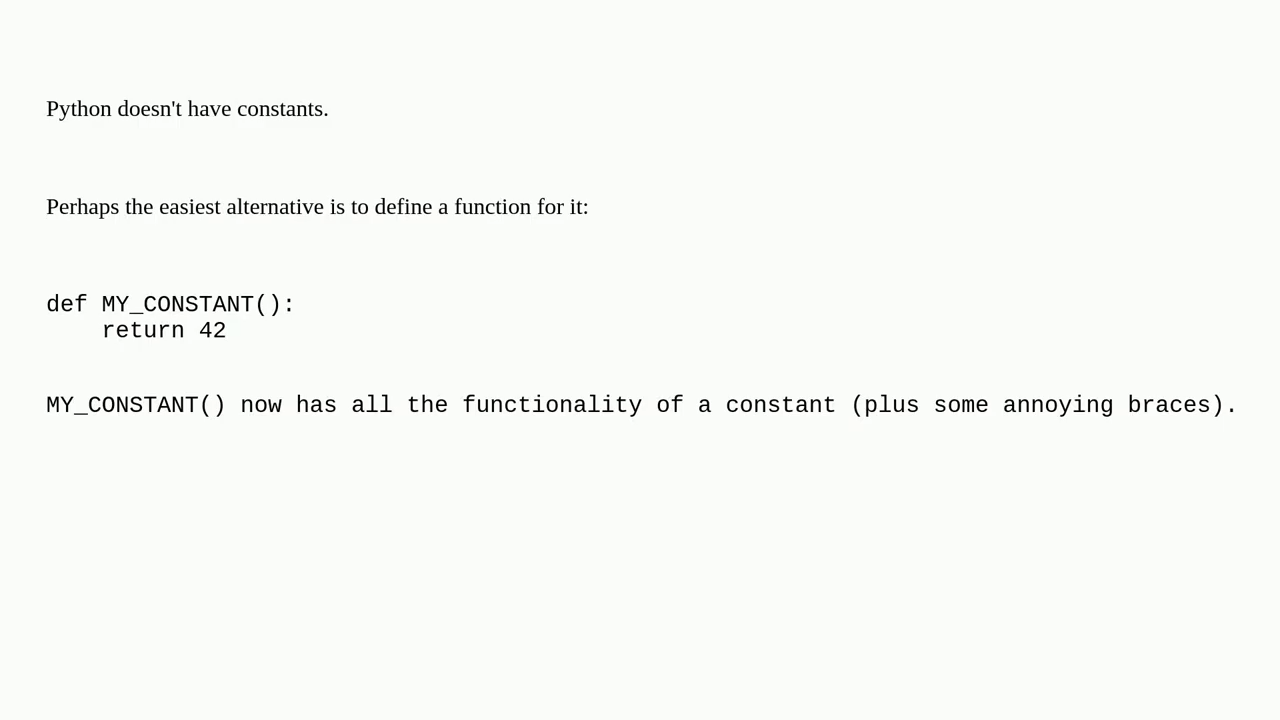 Python doesn't have constants.
Perhaps the easiest alternative is to define a function for it:
def MY_CONSTANT():
    return 42
MY_CONSTANT() now has all the functionality of a constant (plus some annoying braces).